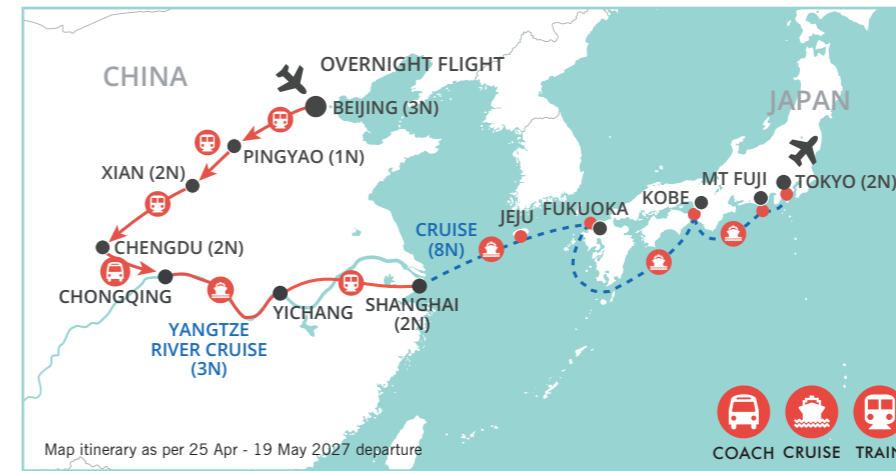 CHINA
OVERNIGHT FLIGHT
BEIJING (3N)
JAPAN
PINGYAO (1N)
XIAN (2N)
MT FUJI
TOKYO (2N)
KOBE
JEJU
FUKUOKA
CRUISE
(8N)
CHENGDU (2N)
CHONGQING
YICHANG
SHANGHAI
(2N)
YANGTZE
RIVER CRUISE
(3N)
Map itinerary as per 25 Apr - 19 May 2027 departure
COACH
CRUISE
TRAIN